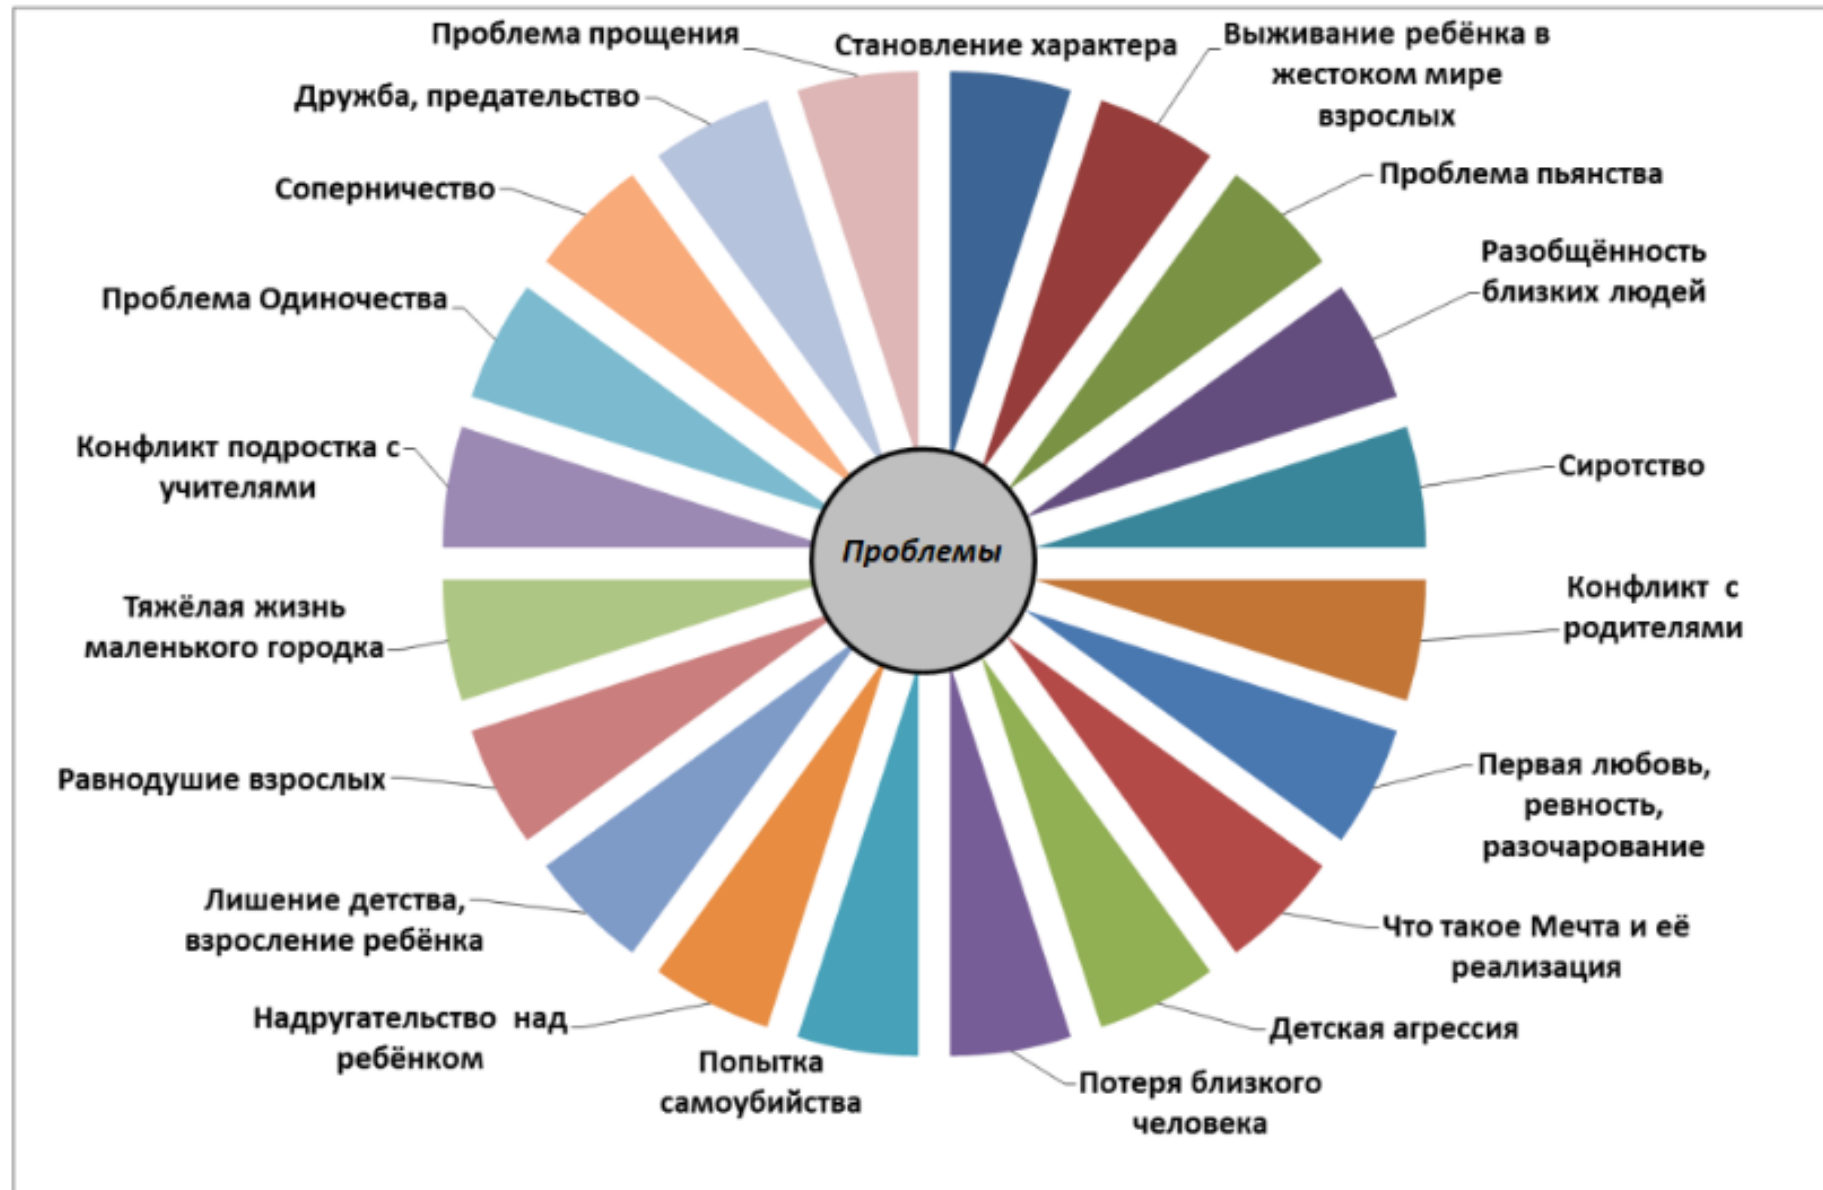 Становление характера
Выживание ребёнка в
жестоком мире
взрослых
Проблема пьянства
Разобщённость
близких людей
Сиротство
Конфликт с
родителями
Первая любовь,
ревность,
разочарование
Что такое Мечта и её
реализация
Детская агрессия
Потеря близкого
человека
Попытка
самоубийства
Надругательство над
ребёнком
Лишение детства,
взросление ребёнка
Равнодушие взрослых
Тяжёлая жизнь
маленького городка
Конфликт подростка с
учителями
Проблема Одиночества
Соперничество
Дружба, предательство
Проблема прощения
Проблемы